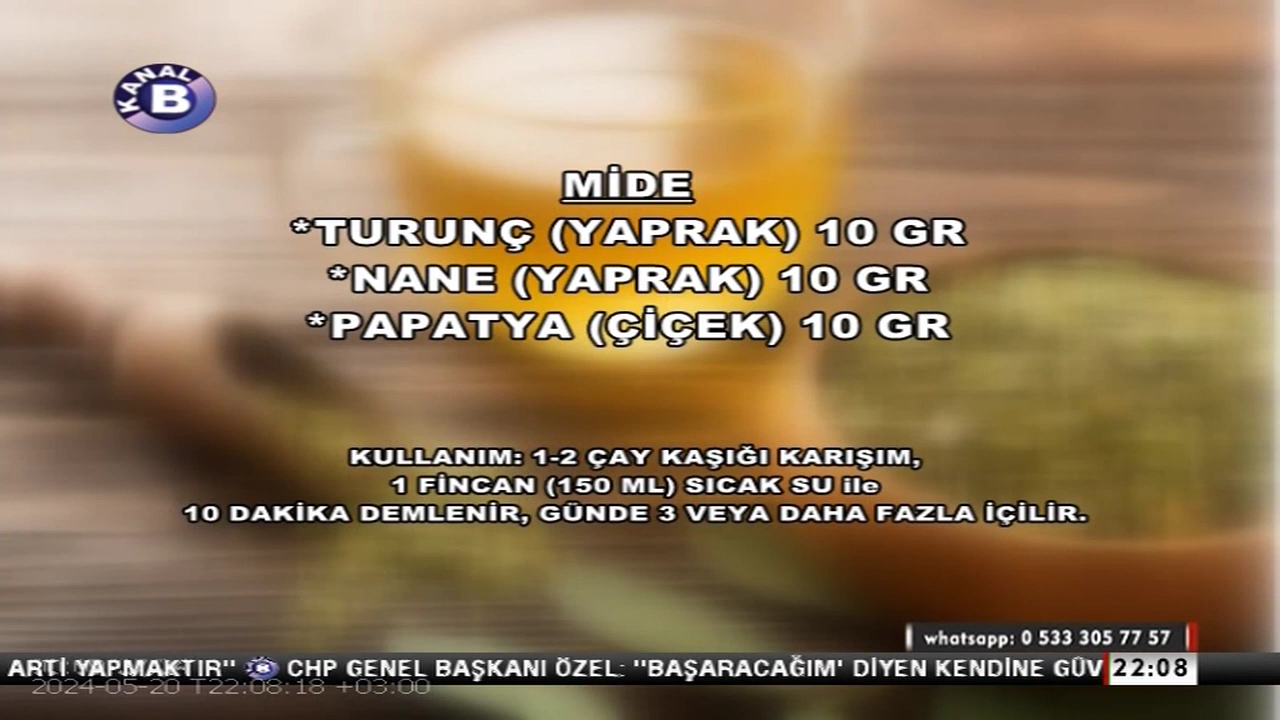 KANAL B
MİDE
*TURUNÇ (YAPRAK) 10 GR
*NANE (YAPRAK) 10 GR
*PAPATYA (ÇİÇEK) 10 GR
KULLANIM: 1-2 ÇAY KAŞIĞI KARIŞIM,
1 FİNCAN (150 ML) SICAK SU ile
10 DAKİKA DEMLENİR, GÜNDE 3 VEYA DAHA FAZLA İÇİLİR.
whatsapp: 0 533 305 77 57
ARTİ YAPMAKTIR" B CHP GENEL BAŞKANI ÖZEL: "BAŞARACAĞIM' DİYEN KENDİNE GÜV 22:08
2024-05-20 T22:08:18 +03:00